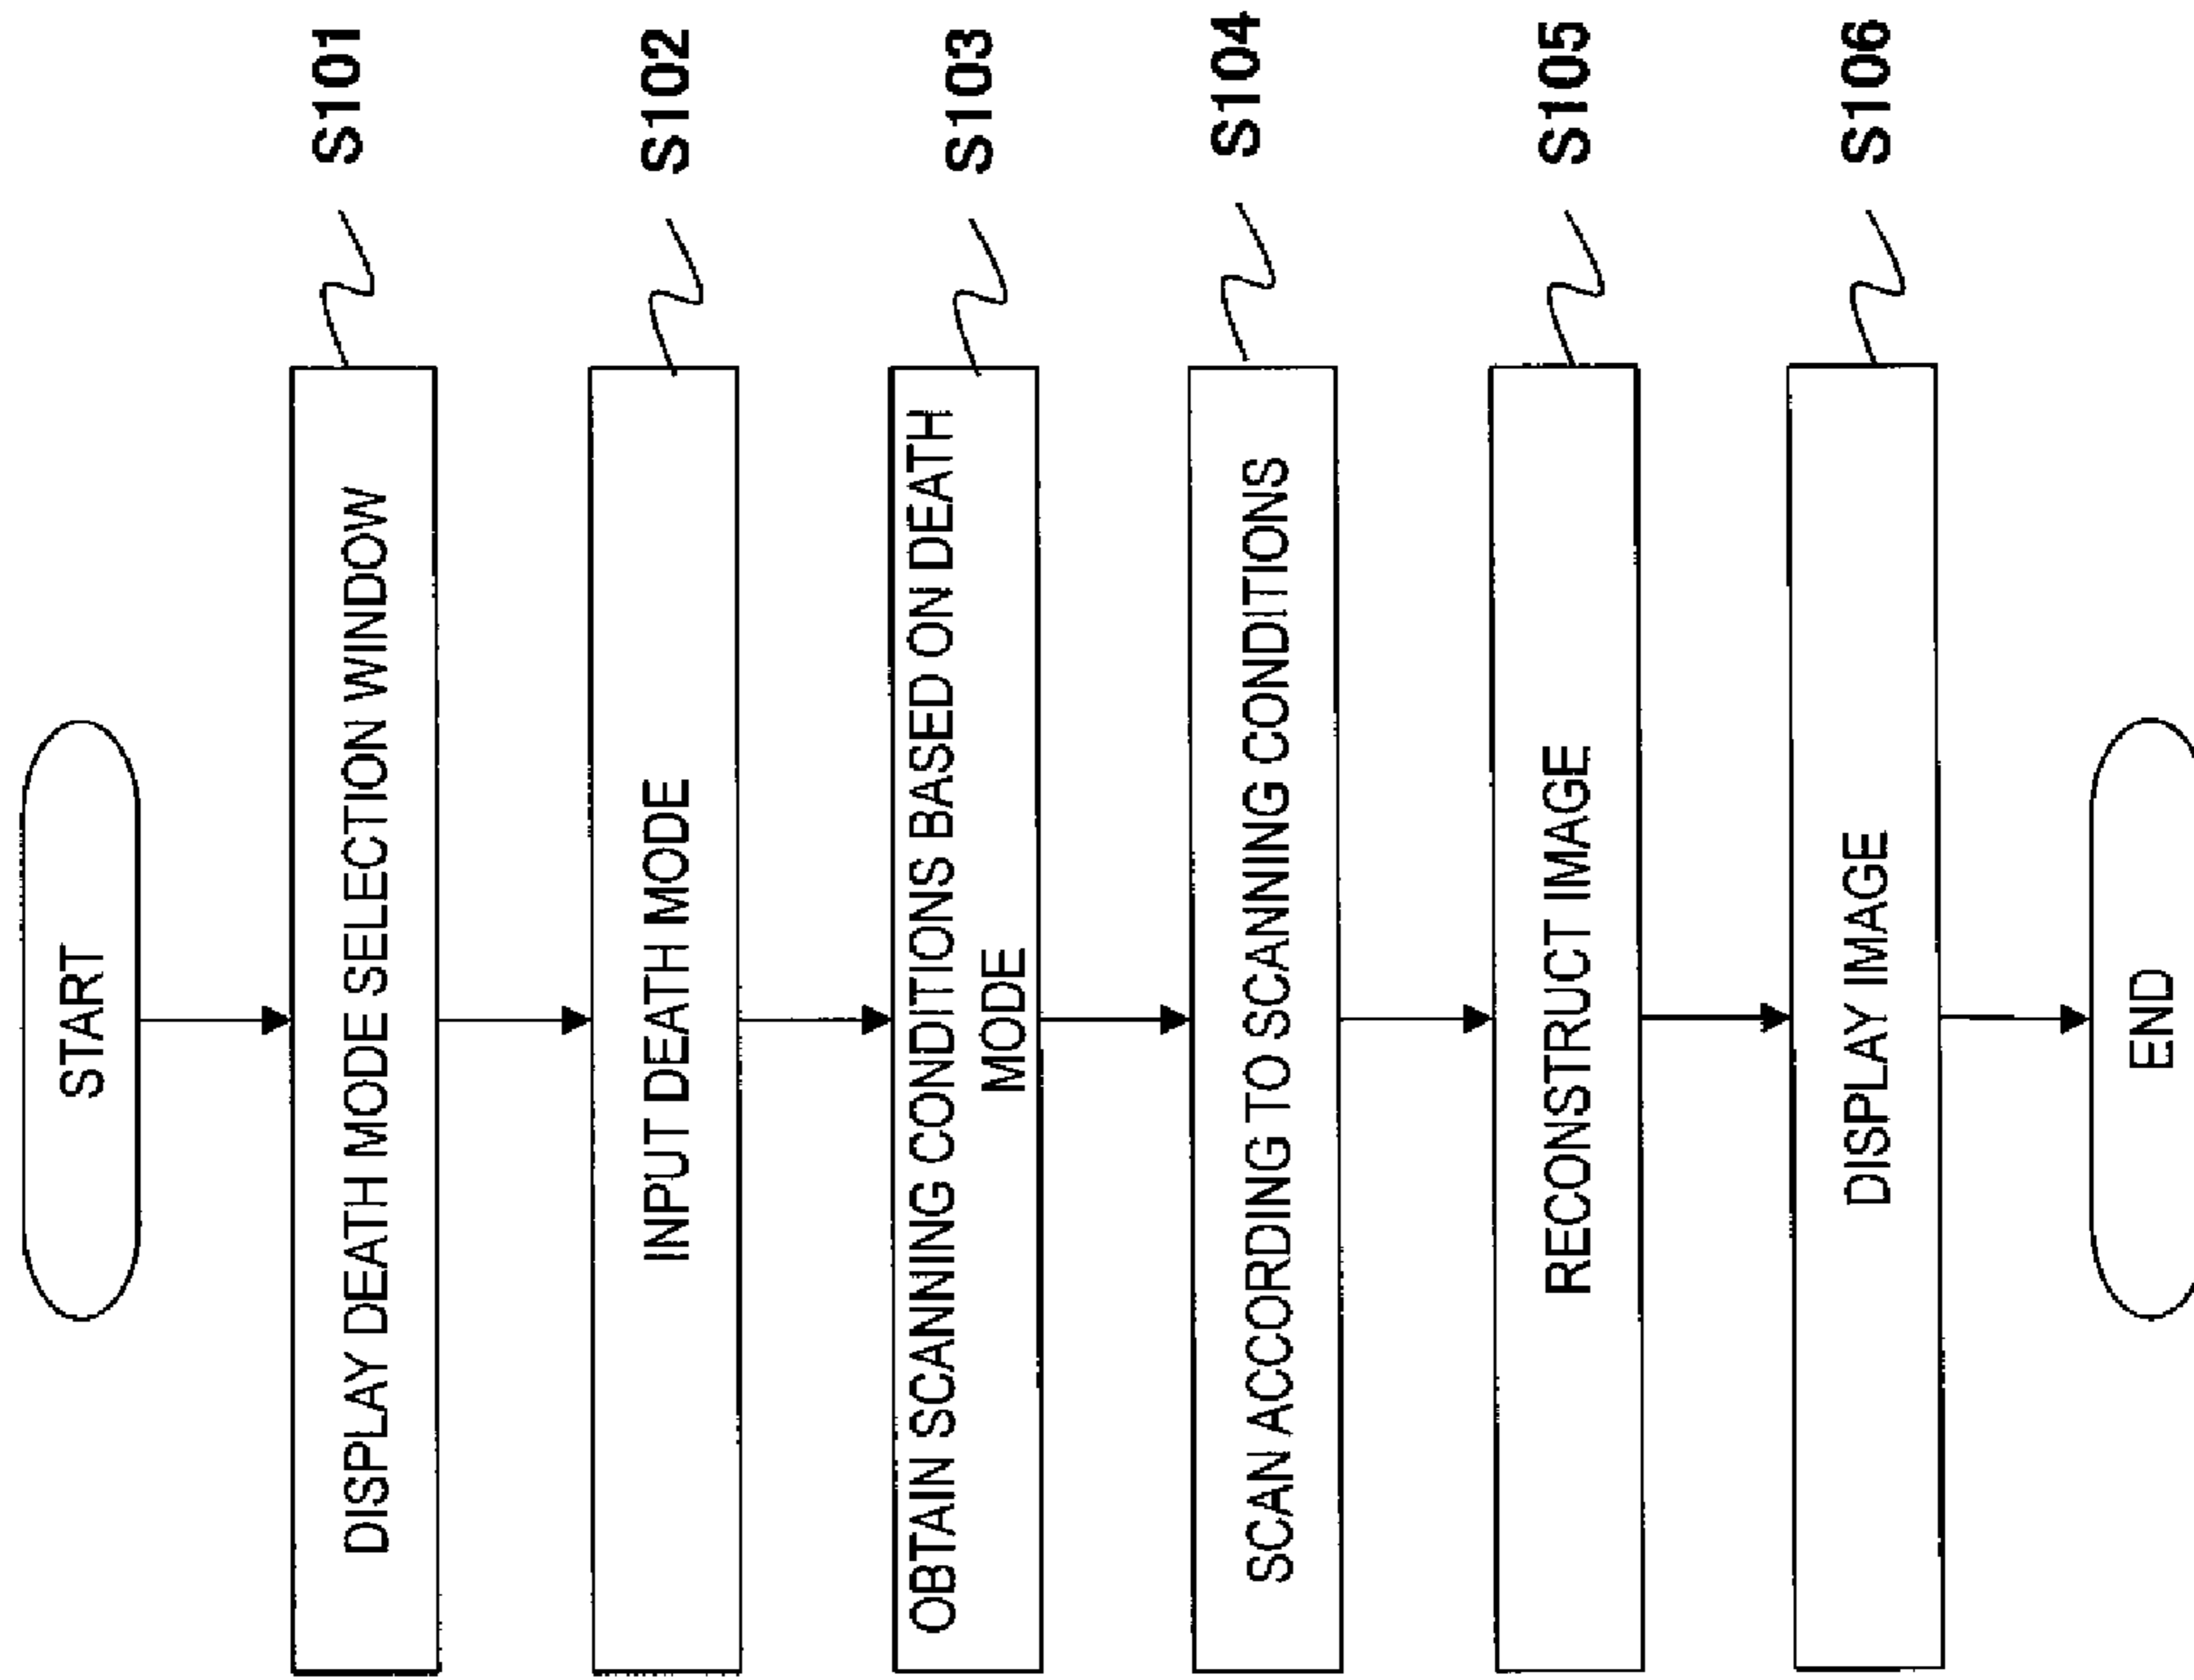 START
DISPLAY DEATH MODE SELECTION WINDOW
S101
INPUT DEATH MODE
S102
OBTAIN SCANNING CONDITIONS BASED ON DEATH
MODE
S103
SCAN ACCORDING TO SCANNING CONDITIONS
S104
RECONSTRUCT IMAGE
S105
DISPLAY IMAGE
S106
END